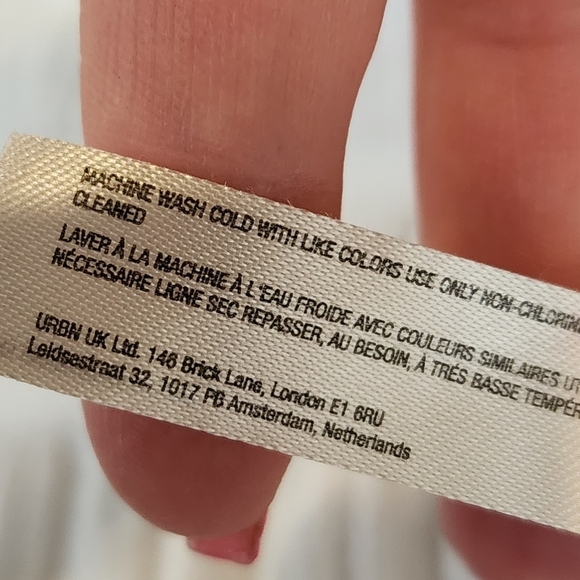 MACHINE WASH COLD WITH LIKE COLORS USE ONLY NON-CHLORINE
CLEANED
LAVER À LA MACHINE À L'EAU FROIDE AVEC COULEURS SIMILAIRES
NÉCESSAIRE LIGNE SEC REPASSER, AU BESOIN, À TRÉS BASSE
URBN UK Ltd. 146 Brick Lane, London E1 6RU
Leidsestraat 32, 1017 PB Amsterdam, Netherlands